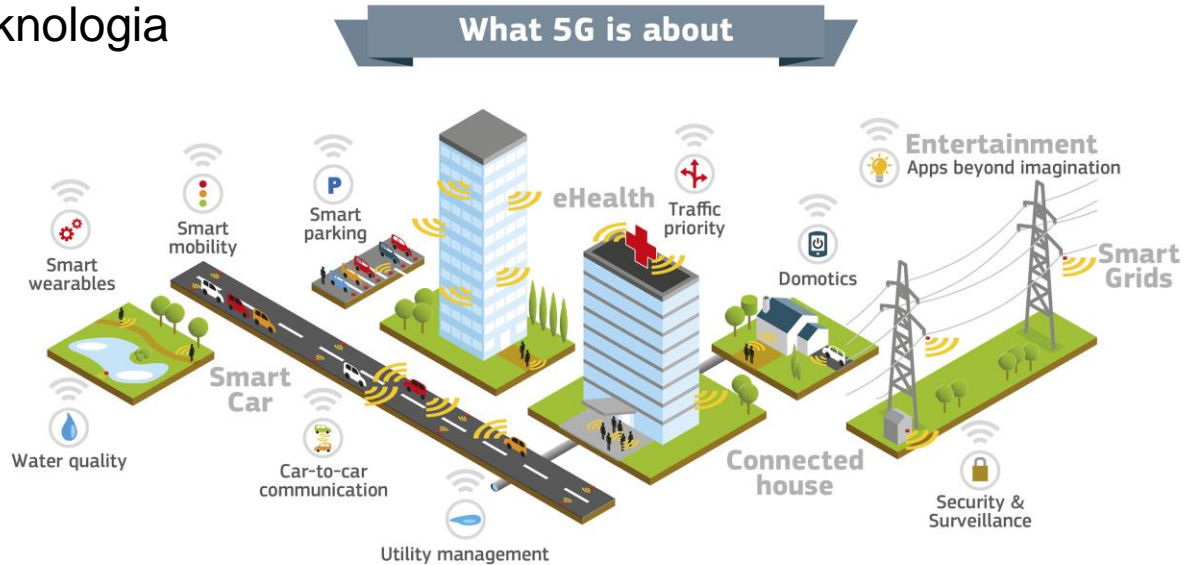 What 5G is about
Entertainment
Apps beyond imagination
eHealth
Traffic
priority
Smart
parking
Smart
mobility
Smart
wearables
Domotics
Smart
Grids
P
Smart
Car
Water quality
Car-to-car
communication
Connected
house
Security &
Surveillance
Utility management